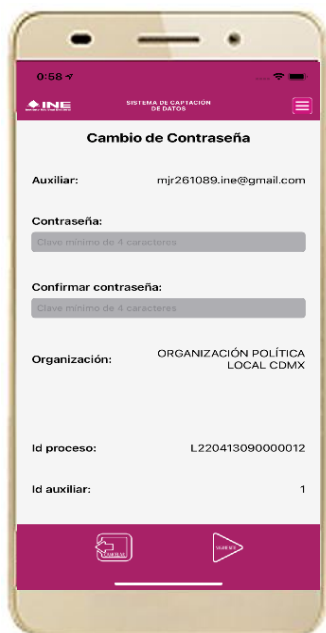 0:58
INE
SISTEMA DE CAPTACIÓN
DE DATOS
Cambio de Contraseña
Auxiliar: mjr261089.ine@gmail.com
Contraseña:
Clave mínimo de 4 caracteres
Confirmar contraseña:
Clave mínimo de 4 caracteres
Organización: ORGANIZACIÓN POLÍTICA
LOCAL CDMX
Id proceso: L220413090000012
Id auxiliar: 1